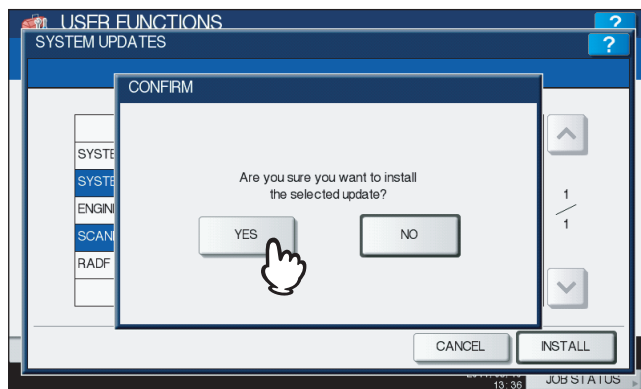 USER FUNCTIONS
?
SYSTEM UPDATES
?
CONFIRM
SYSTE
SYSTE
ENGIN
SCAN
RADF
Are you sure you want to install
the selected update?
YES
NO
1
1
CANCEL
INSTALL
13:36
JOB STATUS